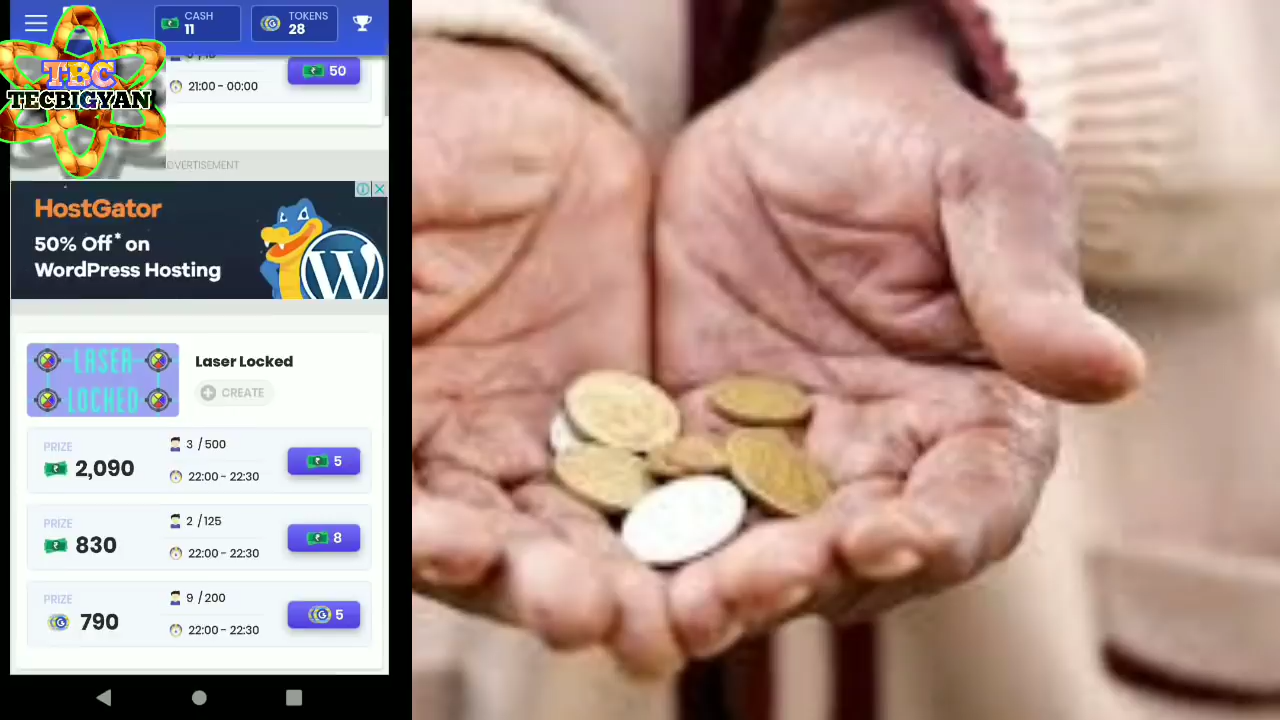 CASH
11
TOKENS
28
TBC
TECBIGYAN
50
21:00 - 00:00
HostGator
50% Off* on
WordPress Hosting
W
LASER
LOCKED
Laser Locked
CREATE
PRIZE
2,090
3 /500
22:00 - 22:30
5
PRIZE
830
2 /125
22:00 - 22:30
8
PRIZE
790
9 /200
22:00 - 22:30
5